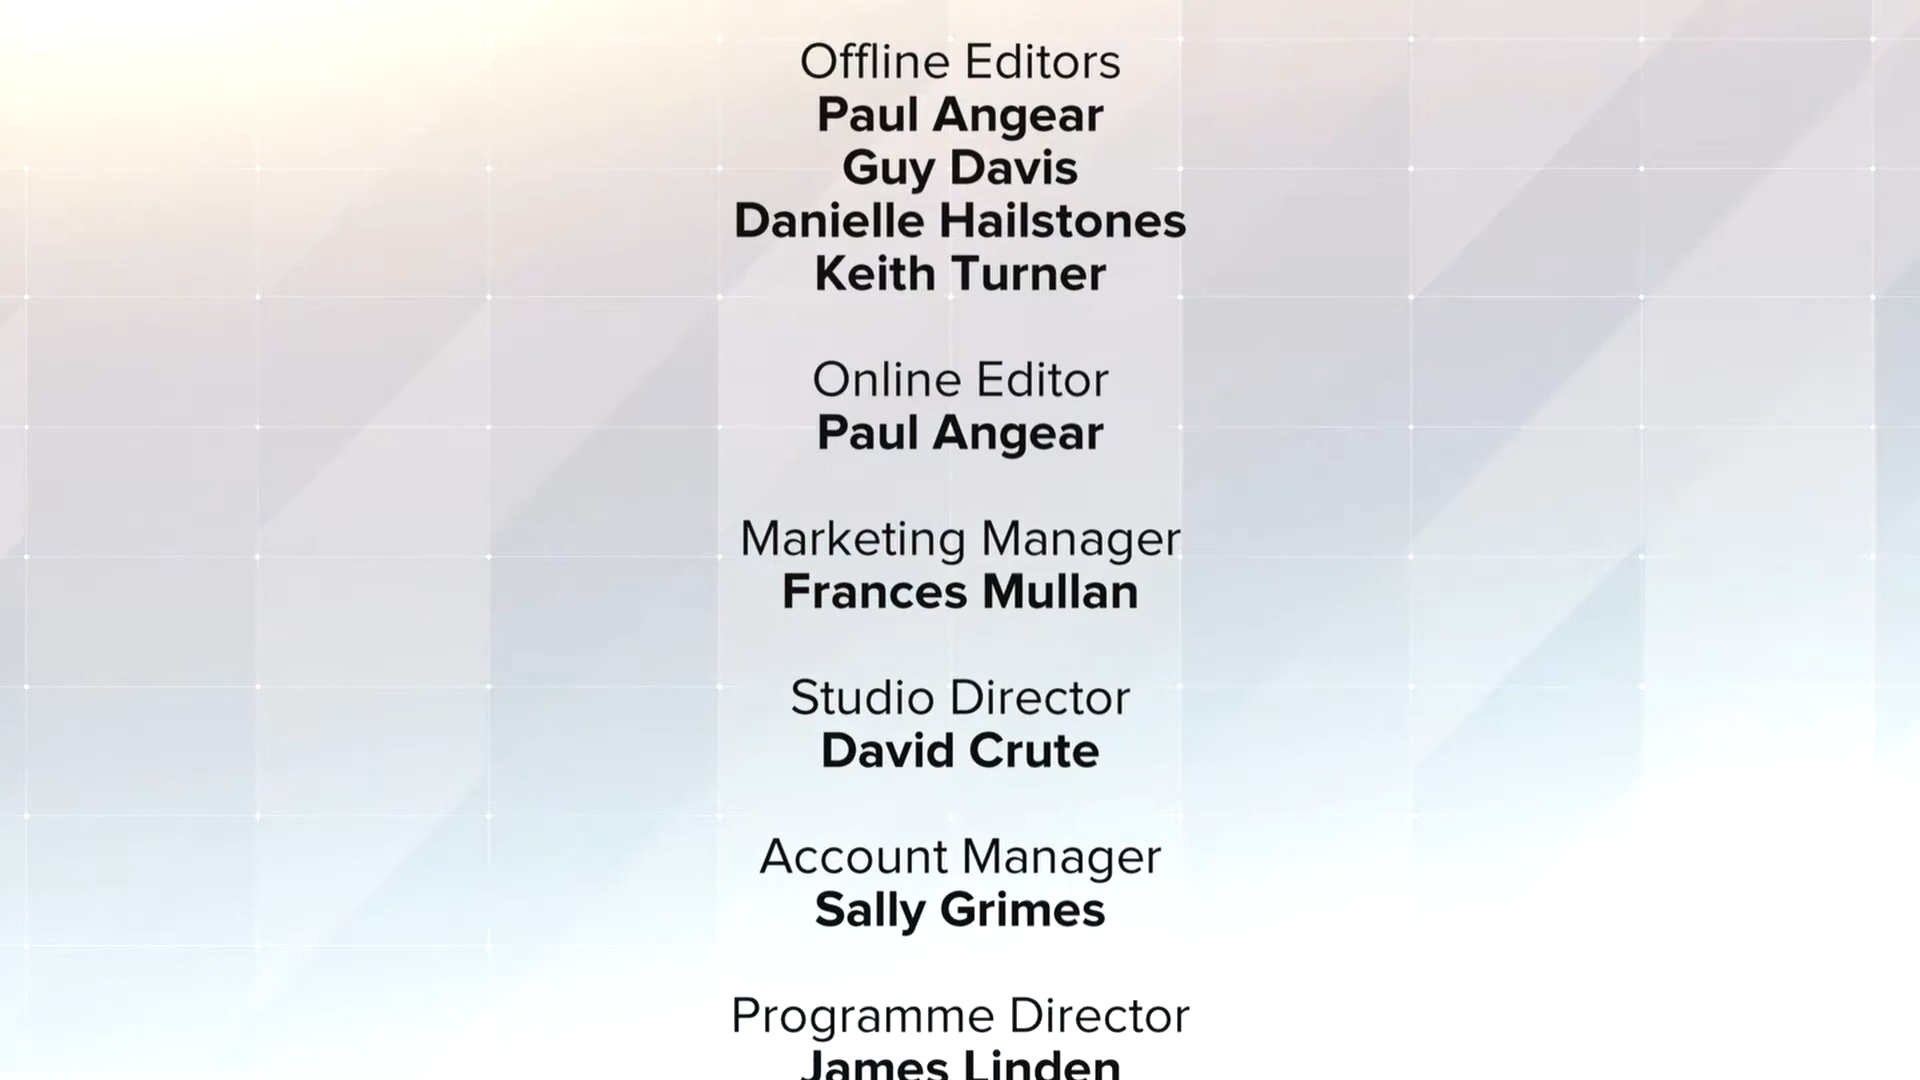 Offline Editors
Paul Angear
Guy Davis
Danielle Hailstones
Keith Turner
Online Editor
Paul Angear
Marketing Manager
Frances Mullan
Studio Director
David Crute
Account Manager
Sally Grimes
Programme Director
James Linden